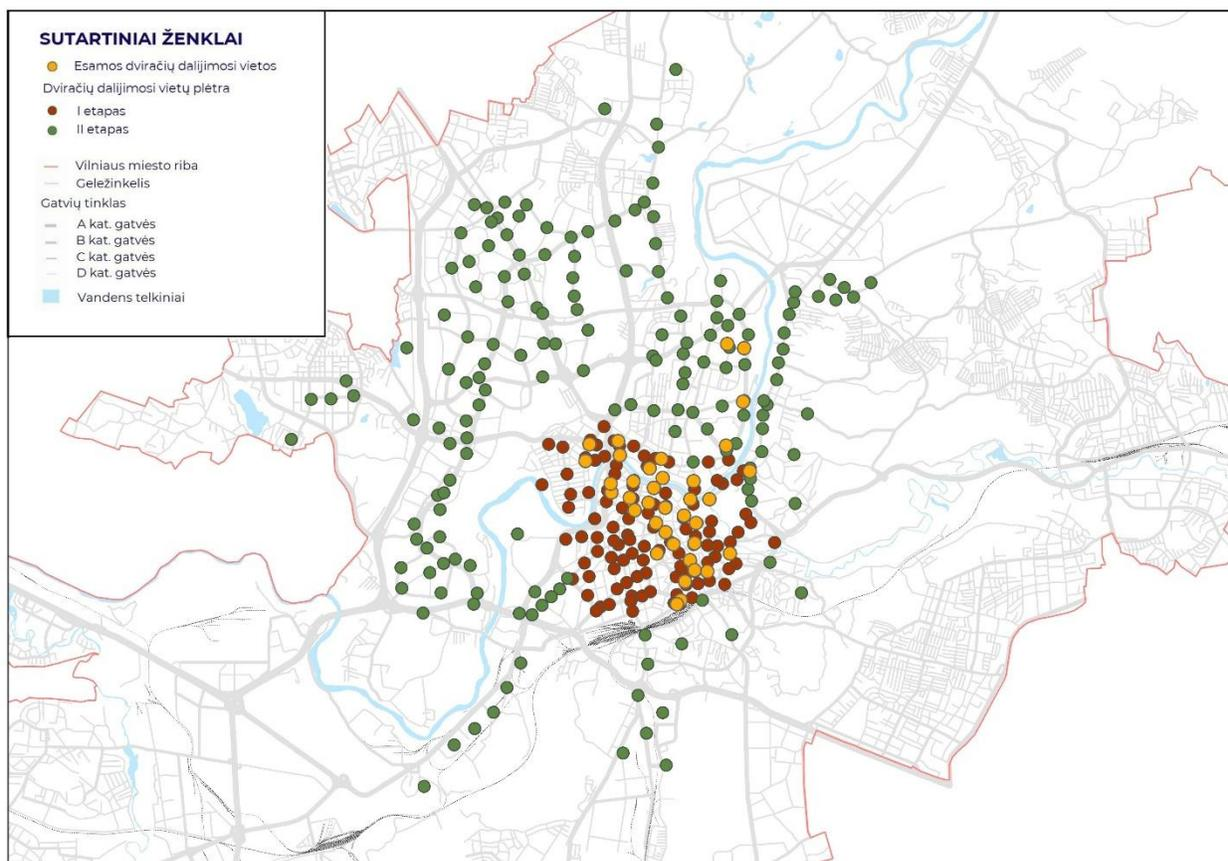 SUTARTINIAI ŽENKLAI
Esamos dviračių dalijimosi vietos
Dviračių dalijimosi vietų plėtra
I etapas
II etapas
Vilniaus miesto riba
Geležinkelis
Gatvių tinklas
A kat. gatvės
B kat. gatvės
C kat. gatvės
D kat. gatvės
Vandens telkiniai